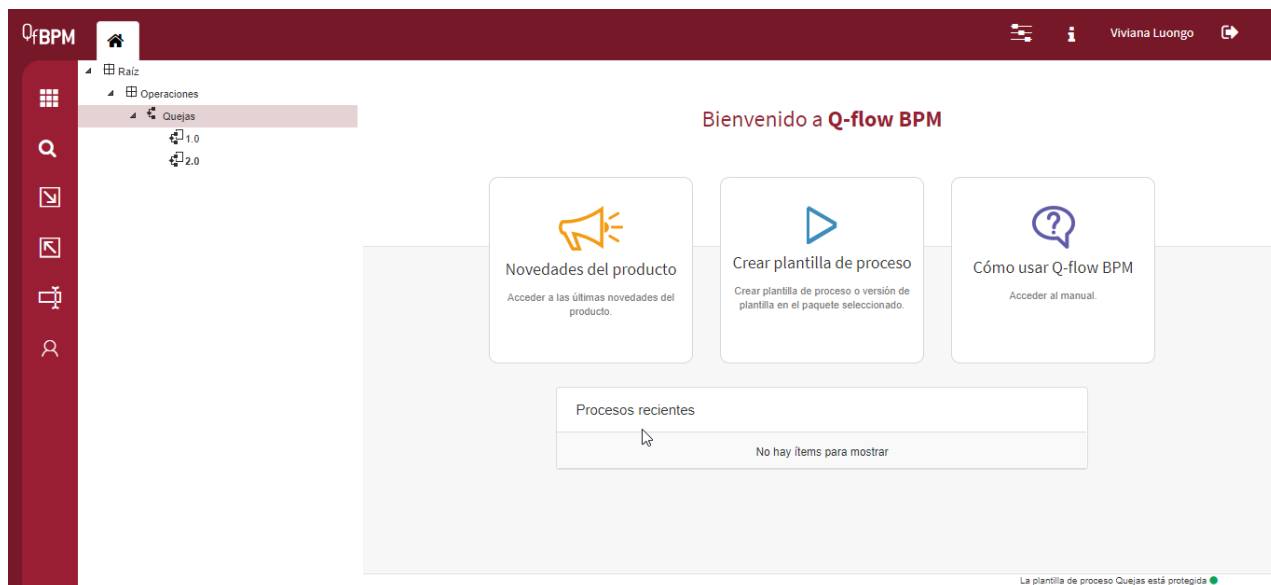 QfBPM
Viviana Luongo
Raíz
Operaciones
Quejas
1.0
2.0
Bienvenido a Q-flow BPM
Novedades del producto
Acceder a las últimas novedades del
producto.
Crear plantilla de proceso
Crear plantilla de proceso o versión de
plantilla en el paquete seleccionado.
Cómo usar Q-flow BPM
Acceder al manual.
Procesos recientes
No hay ítems para mostrar
La plantilla de proceso Quejas está protegida